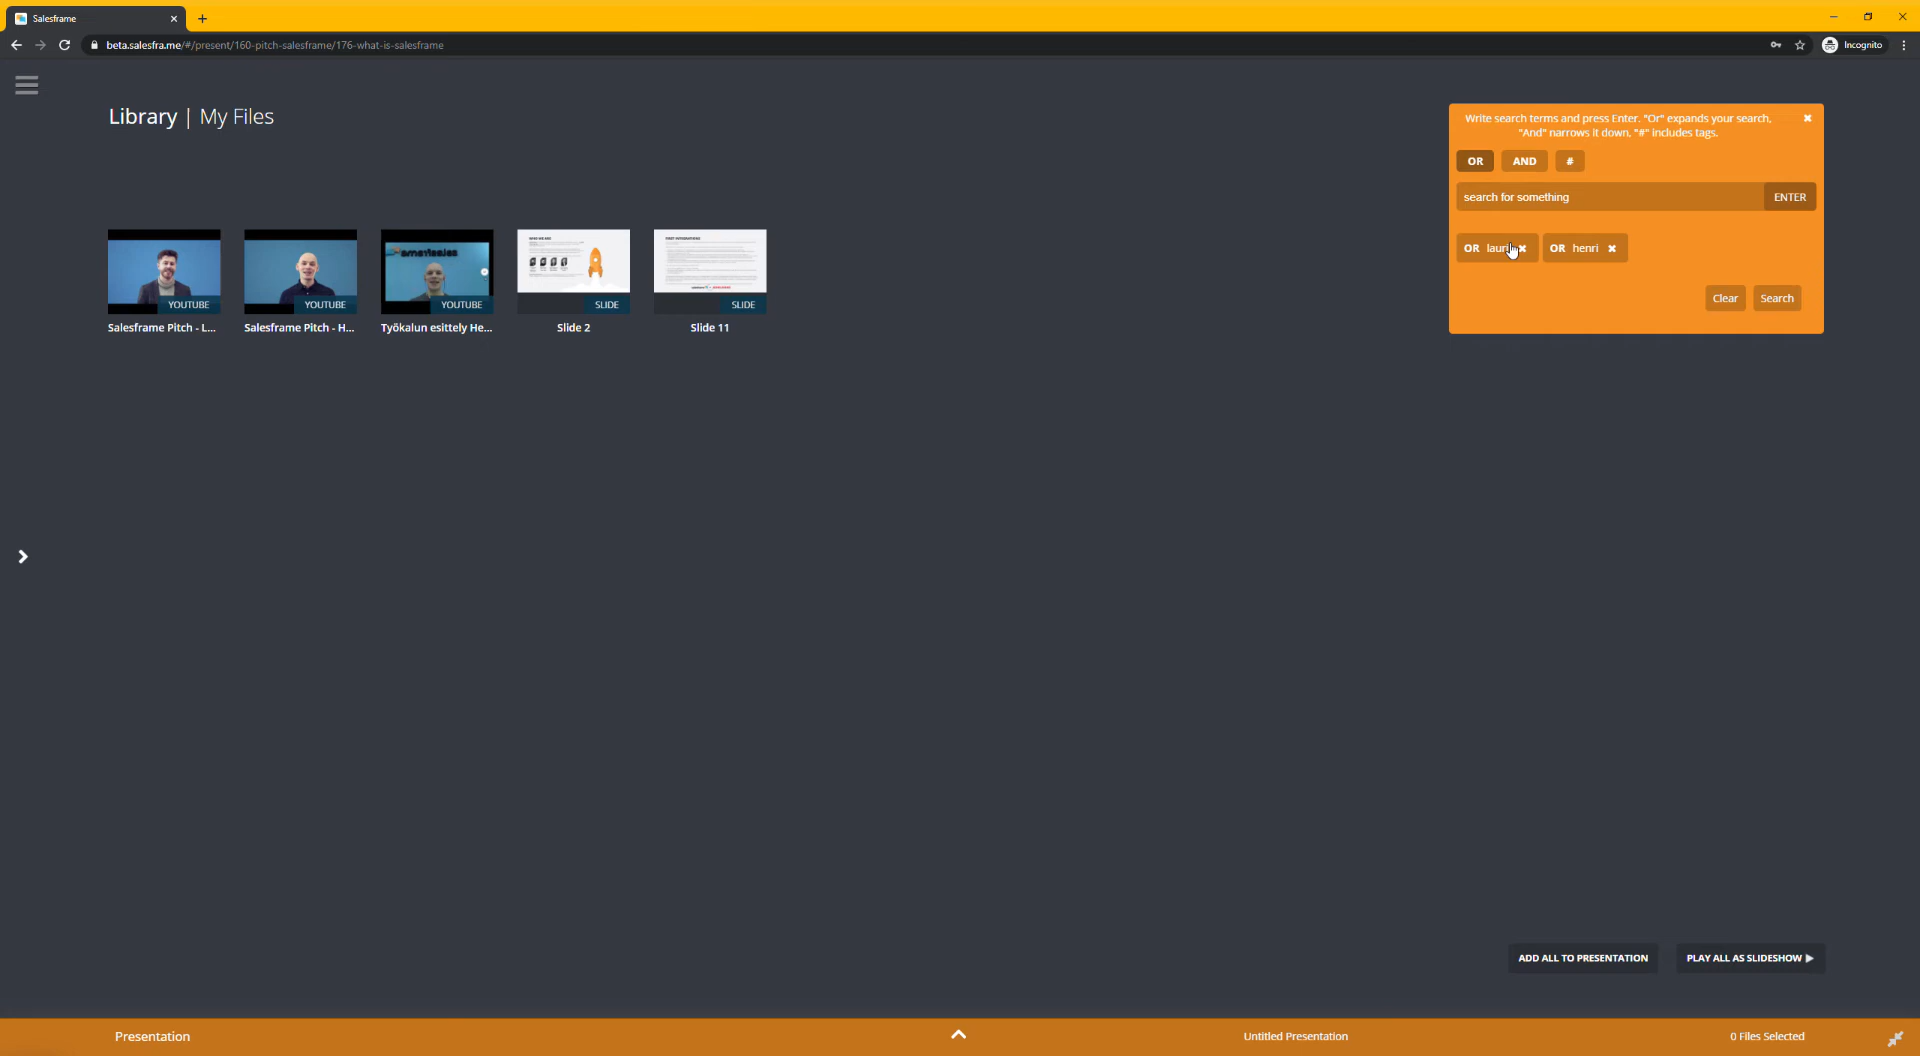 Salesframe
beta.salesfra.me/#/present/160-pitch-salesframe/176-what-is-salesframe
Incognito
Library | My Files
Write search terms and press Enter. "Or" expands your search,
"And" narrows it down, "#" includes tags.
OR AND #
search for something ENTER
OR lauri OR henri
Clear Search
YOUTUBE YOUTUBE YOUTUBE SLIDE SLIDE
Salesframe Pitch - L... Salesframe Pitch - H... Työkalun esittely He... Slide 2 Slide 11
ADD ALL TO PRESENTATION PLAY ALL AS SLIDESHOW
Presentation Untitled Presentation 0 Files Selected